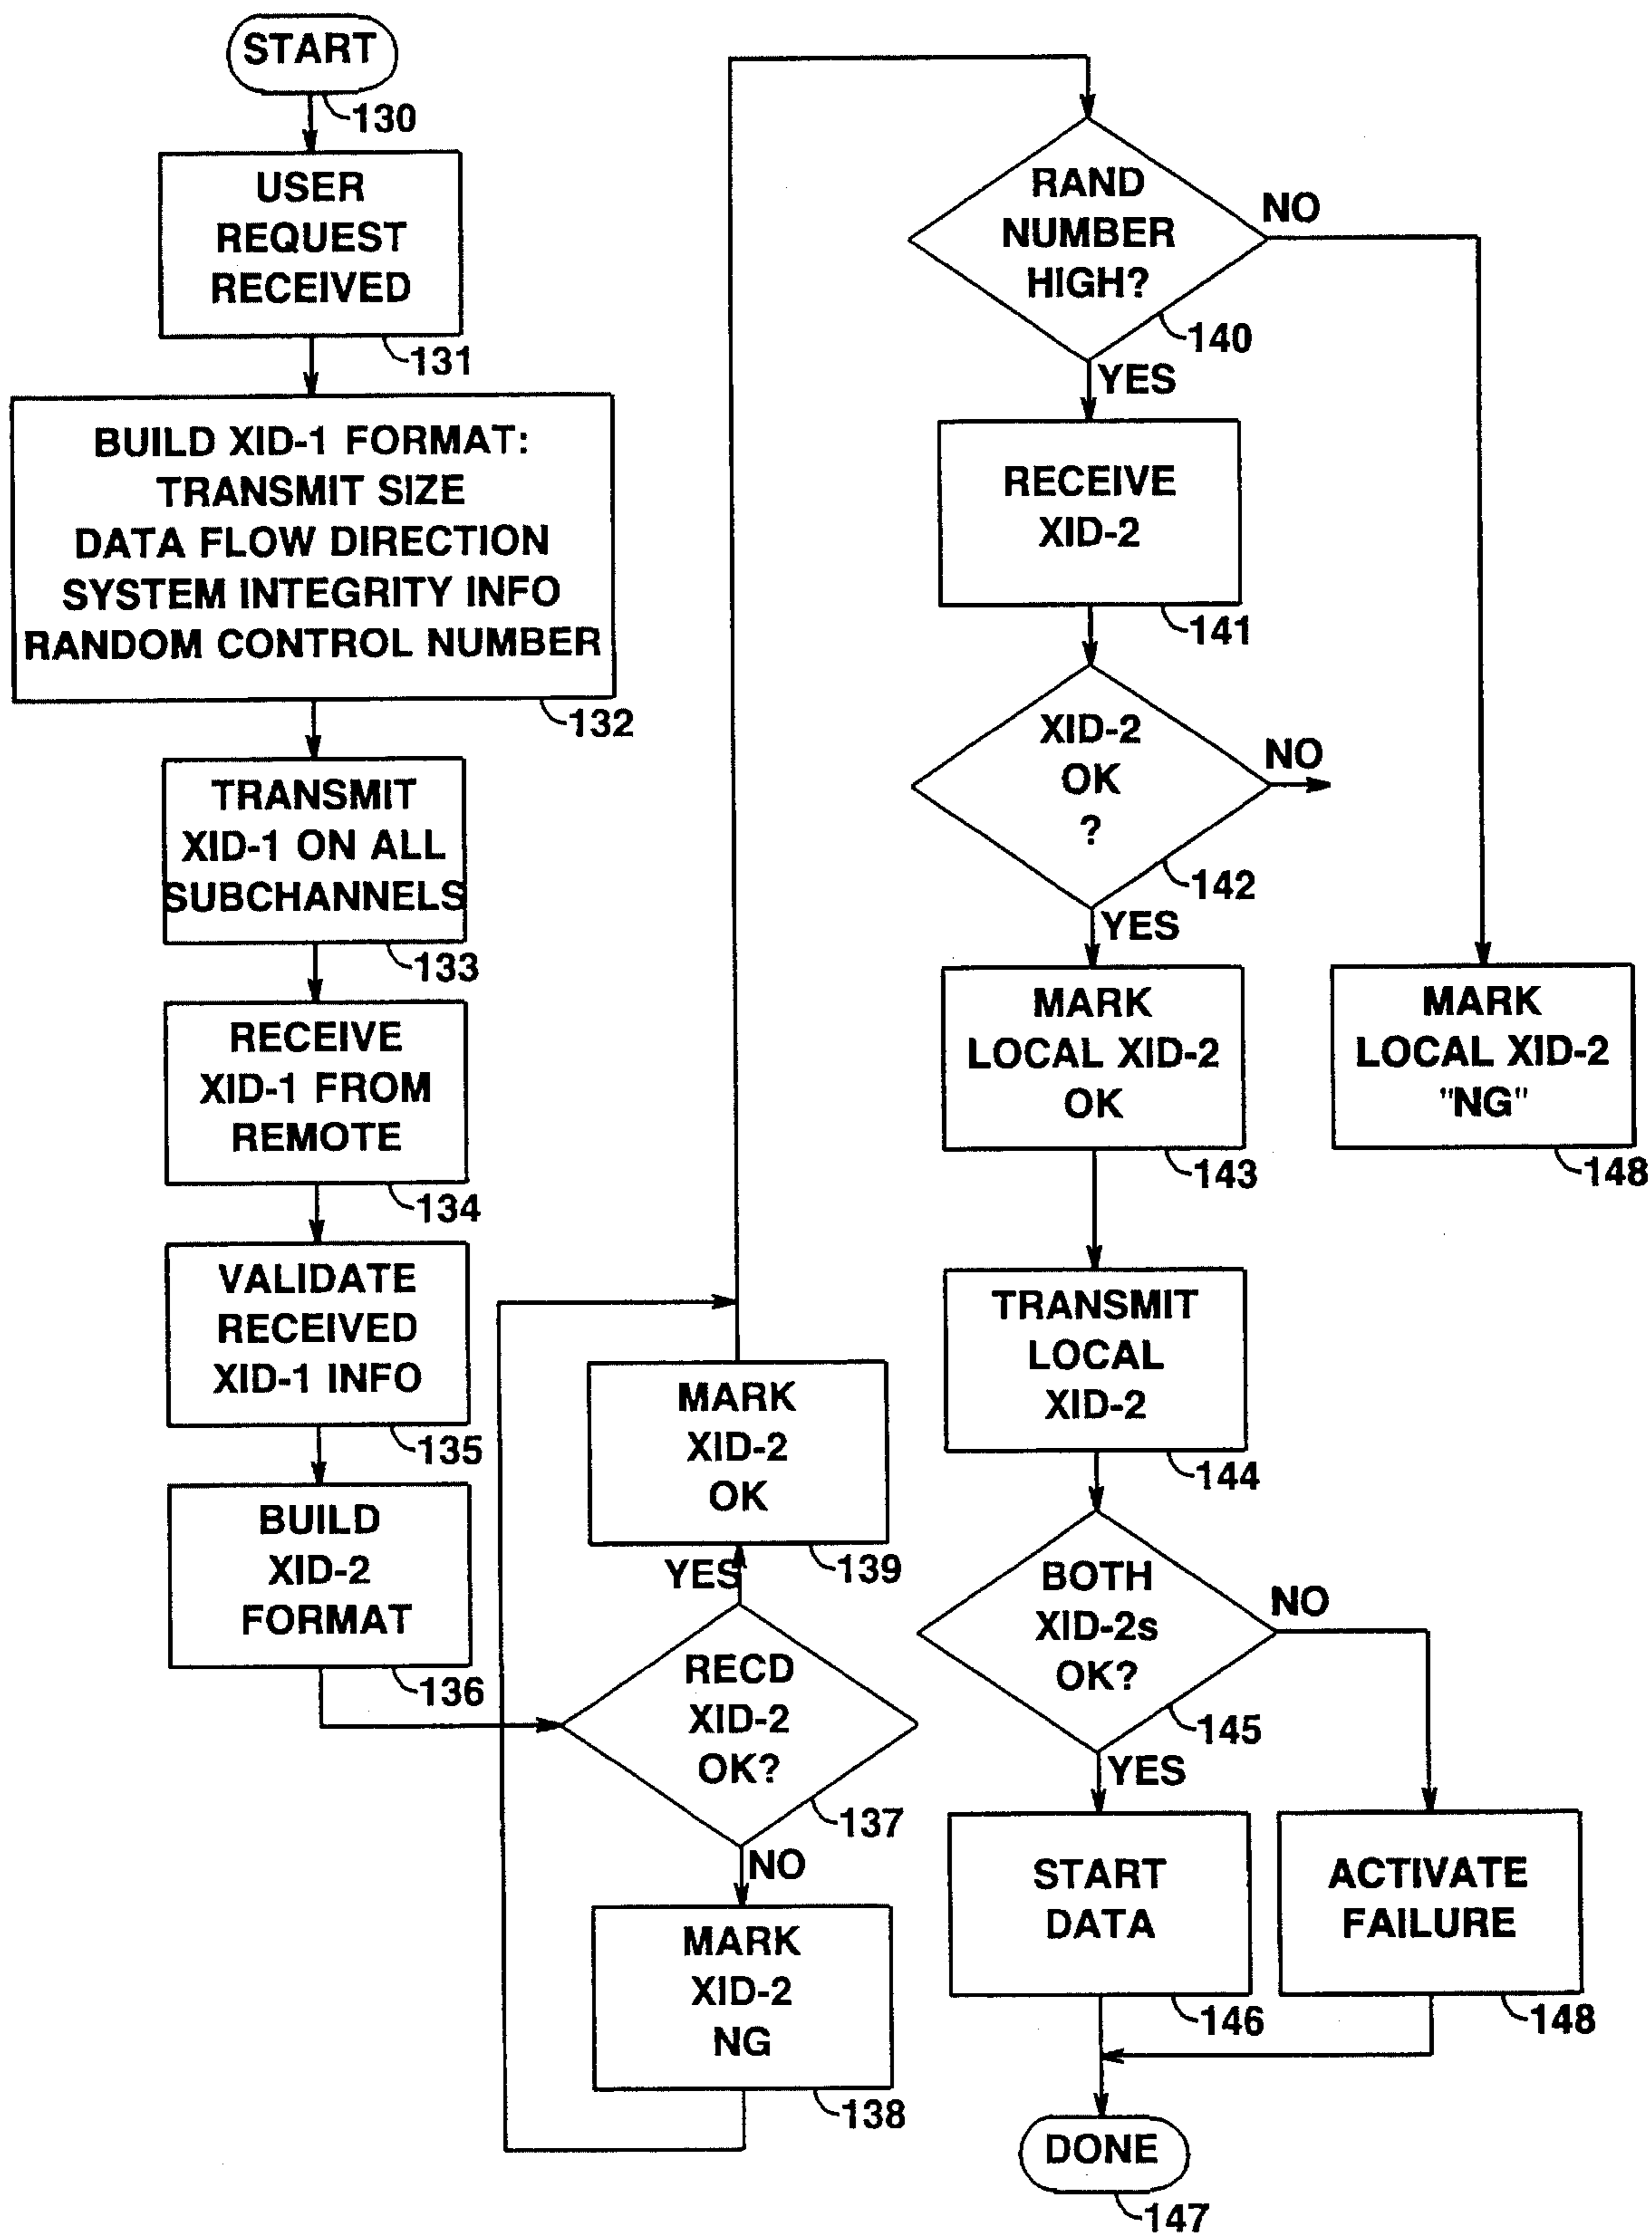 START
130
USER
REQUEST
RECEIVED
131
BUILD XID-1 FORMAT:
TRANSMIT SIZE
DATA FLOW DIRECTION
SYSTEM INTEGRITY INFO
RANDOM CONTROL NUMBER
132
TRANSMIT
XID-1 ON ALL
SUBCHANNELS
133
RECEIVE
XID-1 FROM
REMOTE
134
VALIDATE
RECEIVED
XID-1 INFO
135
BUILD
XID-2
FORMAT
136
RECD
XID-2
OK?
137
YES
MARK
XID-2
OK
139
NO
MARK
XID-2
NG
138
RAND
NUMBER
HIGH?
140
NO
YES
RECEIVE
XID-2
141
XID-2
OK
?
142
NO
YES
MARK
LOCAL XID-2
OK
143
MARK
LOCAL XID-2
"NG"
148
TRANSMIT
LOCAL
XID-2
144
BOTH
XID-2s
OK?
145
NO
YES
START
DATA
146
ACTIVATE
FAILURE
148
DONE
147